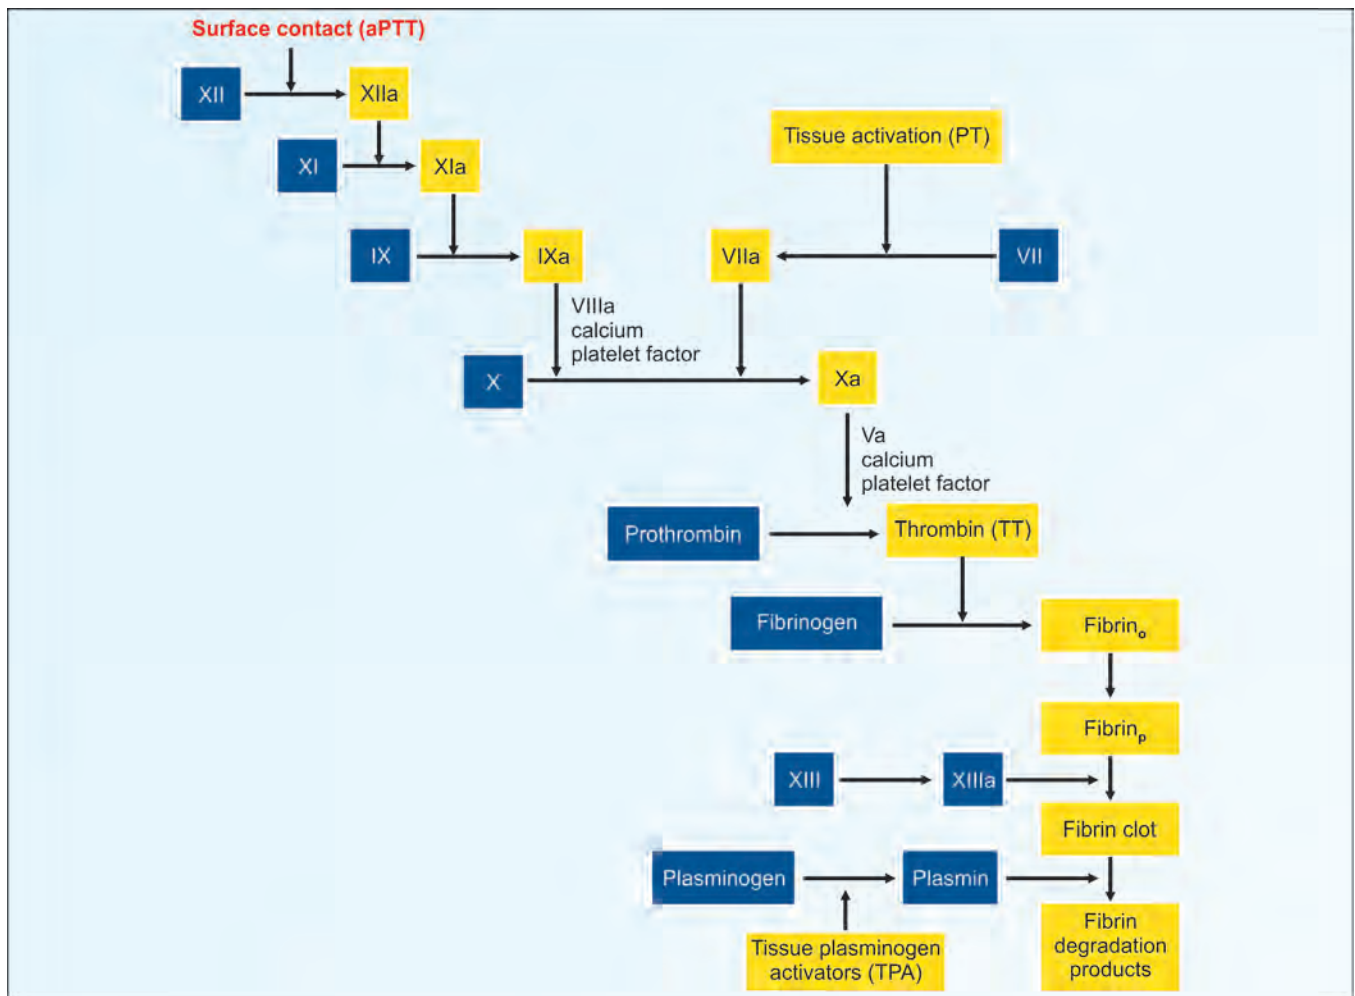 Surface contact (aPTT)
XII
XIIa
Tissue activation (PT)
XI
XIa
IX
IXa
VIIa
VII
VIIIa
calcium
platelet factor
X
Xa
Va
calcium
platelet factor
Prothrombin
Thrombin (TT)
Fibrinogen
Fibrino
Fibrinp
XIII
XIIIa
Fibrin clot
Plasminogen
Plasmin
Tissue plasminogen
activators (TPA)
Fibrin
degradation
products